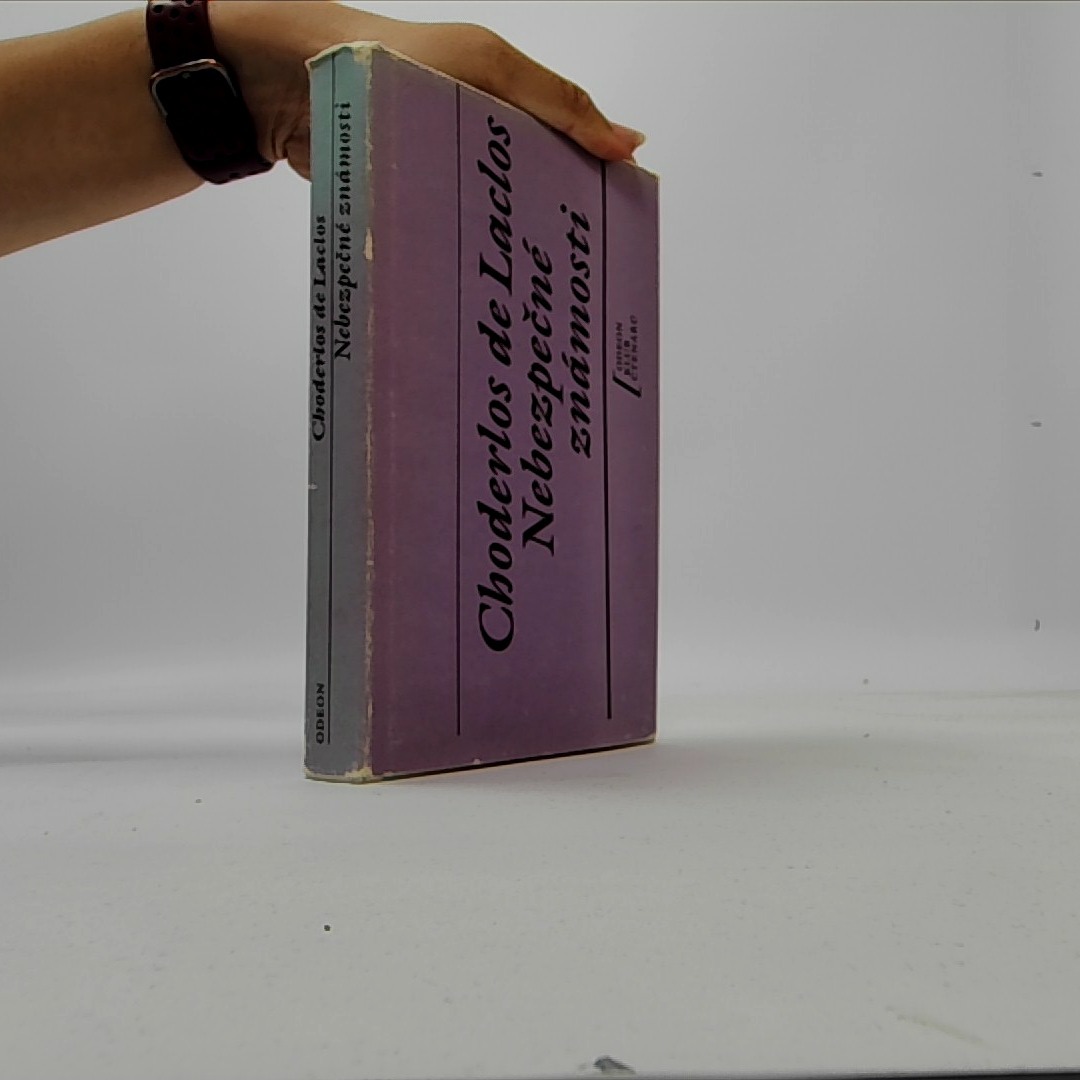 Choderlos de Laclos
Nebezpečné známosti
ODEON
Choderlos de Laclos
Nebezpečné
známosti
ODEON
KLUB
ČTENÁŘŮ